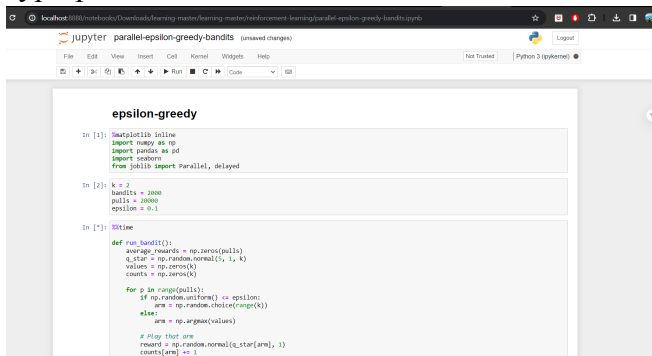 localhost:8888/notebooks/Downloads/learning-master/learning-master/reinforcement-learning/parallel-epsilon-greedy-bandits.ipynb
jupyter parallel-epsilon-greedy-bandits (unsaved changes)
Logout
File Edit View Insert Cell Kernel Widgets Help
Not Trusted
Python 3 (ipykernel)
Run
Code
epsilon-greedy
In [1]: %matplotlib inline
import numpy as np
import pandas as pd
import seaborn
from joblib import Parallel, delayed
In [2]: k = 2
bandits = 2000
pulls = 20000
epsilon = 0.1
In [*]: %%time
def run_bandit():
average_rewards = np.zeros(pulls)
q_star = np.random.normal(5, 1, k)
values = np.zeros(k)
counts = np.zeros(k)
for p in range(pulls):
if np.random.uniform() <= epsilon:
arm = np.random.choice(range(k))
else:
arm = np.argmax(values)
# Play that arm
reward = np.random.normal(q_star[arm], 1)
counts[arm] += 1